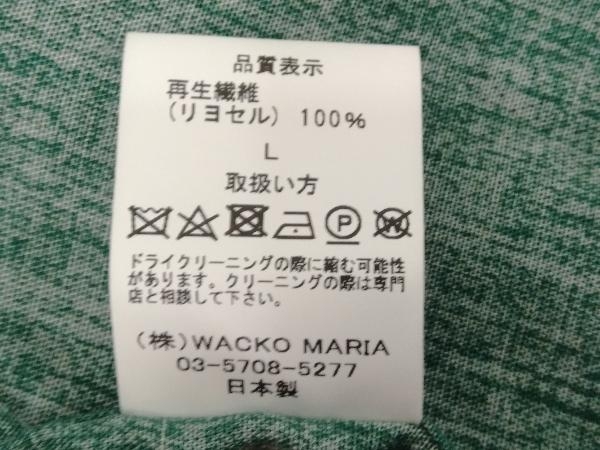 品質表示
再生繊維
(リヨセル) 100%
L
取扱い方
P W
ドライクリーニングの際に縮む可能性
があります。クリーニングの際は専門
店と相談して下さい。
(株)WACKO MARIA
03-5708-5277
日本製